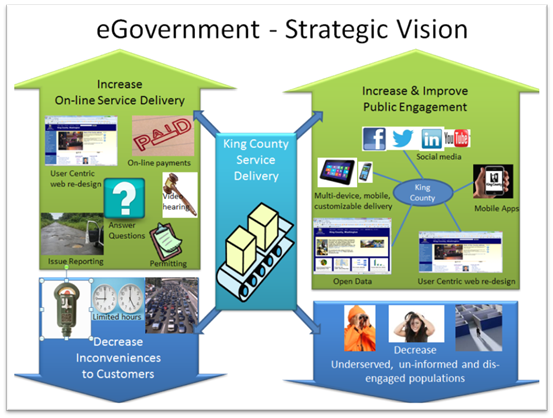 eGovernment - Strategic Vision
Increase
On-line Service Delivery
PAID
User Centric
web re-design
On-line payments
?
Answer
Questions
Video
hearing
Issue Reporting
Permitting
King County
Service
Delivery
Increase & Improve
Public Engagement
f
in
You Tube
Social media
Multi-device, mobile,
customizable delivery
King
County
Mobile Apps
Open Data
User Centric web re-design
Limited hours
Decrease
Inconveniences
to Customers
Decrease
Underserved, un-informed and dis-
engaged populations